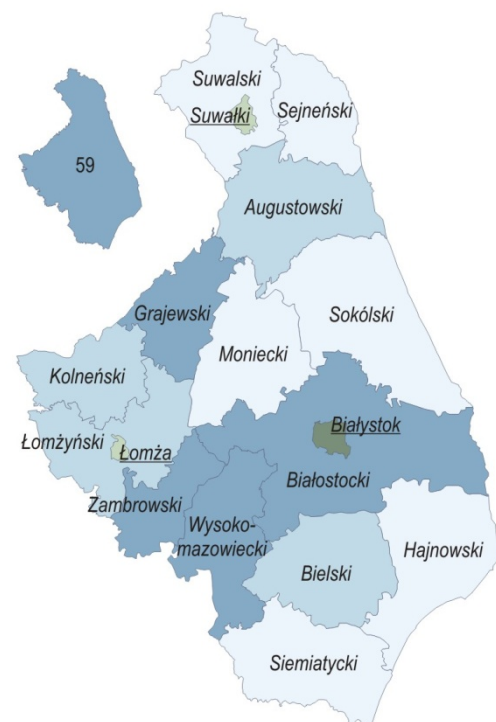 Suwalski
Suwałki
Sejneński
59
Augustowski
Grajewski
Sokólski
Moniecki
Kolneński
Łomżyński
Łomża
Białystok
Zambrowski
Białostocki
Wysoko-
mazowiecki
Hajnowski
Bielski
Siemiatycki